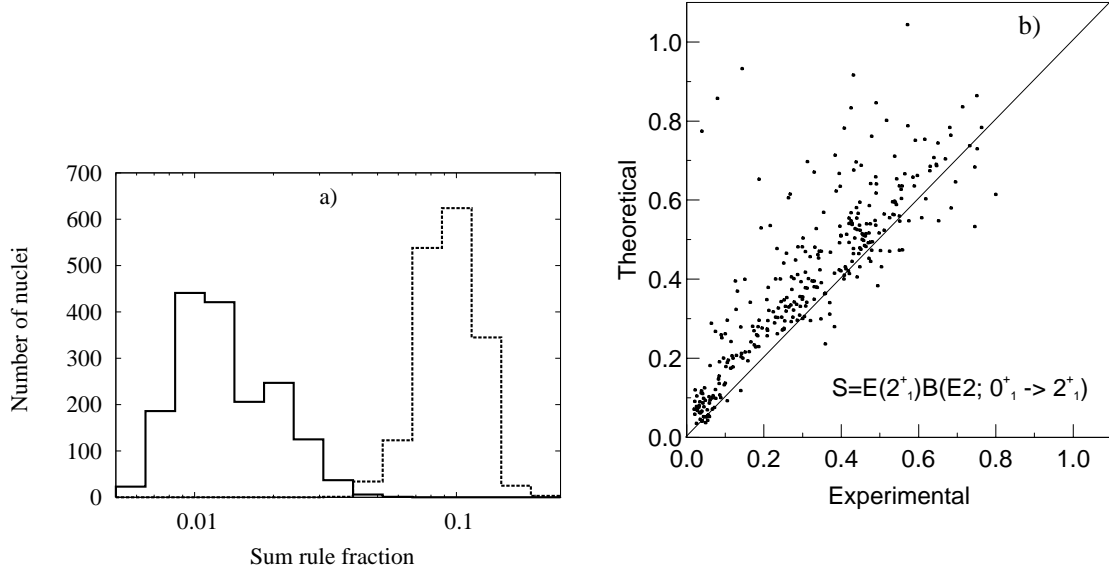 a)
700
600
500
400
300
200
100
0
Number of nuclei
0.01
0.1
Sum rule fraction
b)
1.0
0.8
0.6
0.4
0.2
0.0
Theoretical
S=E(2⁺₁)B(E2; 0⁺₁ -> 2⁺₁)
0.0 0.2 0.4 0.6 0.8 1.0
Experimental